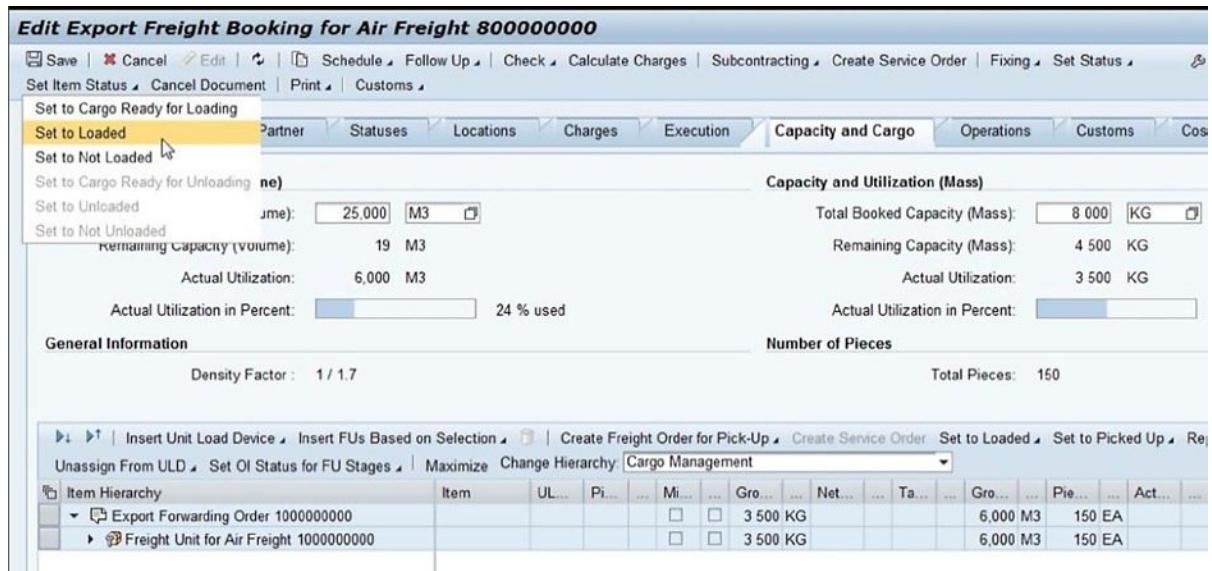 Edit Export Freight Booking for Air Freight 800000000
Save Cancel Edit Schedule Follow Up Check Calculate Charges Subcontracting Create Service Order Fixing Set Status
Set Item Status Cancel Document Print Customs
Set to Cargo Ready for Loading
Set to Loaded
Set to Not Loaded
Set to Cargo Ready for Unloading
Set to Unloaded
Set to Not Unloaded
Partner Statuses Locations Charges Execution Capacity and Cargo Operations Customs
me) Capacity and Utilization (Mass)
ume): 25,000 M3 Total Booked Capacity (Mass): 8 000 KG
Remaining Capacity (Volume): 19 M3 Remaining Capacity (Mass): 4 500 KG
Actual Utilization: 6,000 M3 Actual Utilization: 3 500 KG
Actual Utilization in Percent: 24 % used Actual Utilization in Percent:
General Information Number of Pieces
Density Factor : 1 / 1.7 Total Pieces: 150
Insert Unit Load Device Insert FUs Based on Selection Create Freight Order for Pick-Up Create Service Order Set to Loaded Set to Picked Up
Unassign From ULD Set OI Status for FU Stages Maximize Change Hierarchy: Cargo Management
Item Hierarchy Item UL... Pi... ... Mi... ... Gro... ... Net... ... Ta... ... Gro... ... Pie... ... Act... ...
Export Forwarding Order 1000000000 3 500 KG 6,000 M3 150 EA
Freight Unit for Air Freight 1000000000 3 500 KG 6,000 M3 150 EA